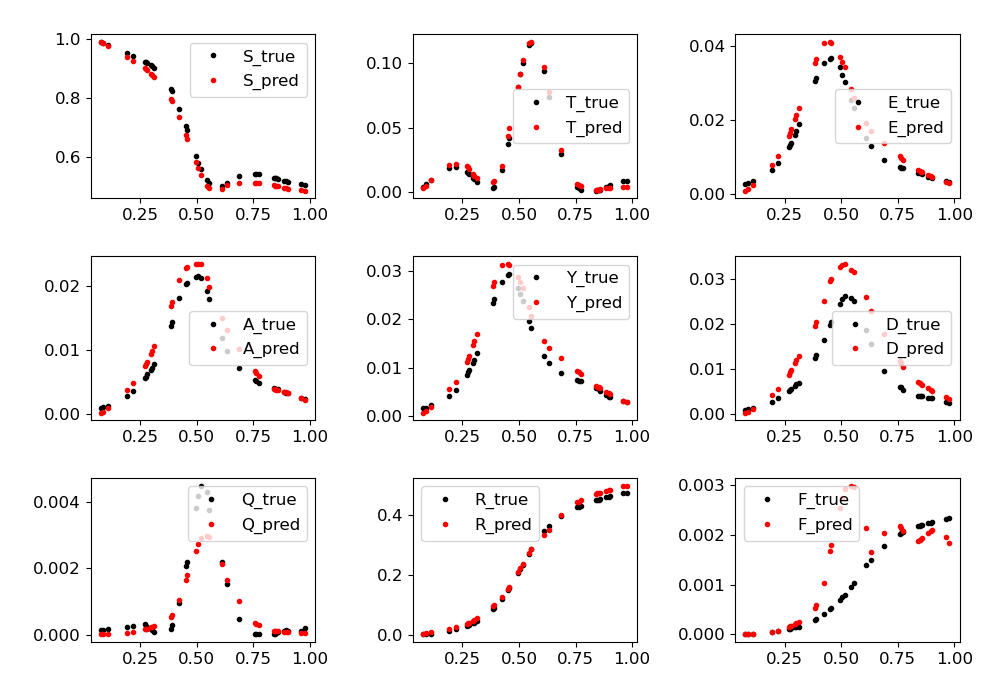 1.0
0.8
0.6
0.25 0.50 0.75 1.00
S_true
S_pred
0.10
0.05
0.00
0.25 0.50 0.75 1.00
T_true
T_pred
0.04
0.02
0.00
0.25 0.50 0.75 1.00
E_true
E_pred
0.02
0.01
0.00
0.25 0.50 0.75 1.00
A_true
A_pred
0.03
0.02
0.01
0.00
0.25 0.50 0.75 1.00
Y_true
Y_pred
0.03
0.02
0.01
0.00
0.25 0.50 0.75 1.00
D_true
D_pred
0.004
0.002
0.000
0.25 0.50 0.75 1.00
Q_true
Q_pred
0.4
0.2
0.0
0.25 0.50 0.75 1.00
R_true
R_pred
0.003
0.002
0.001
0.000
0.25 0.50 0.75 1.00
F_true
F_pred